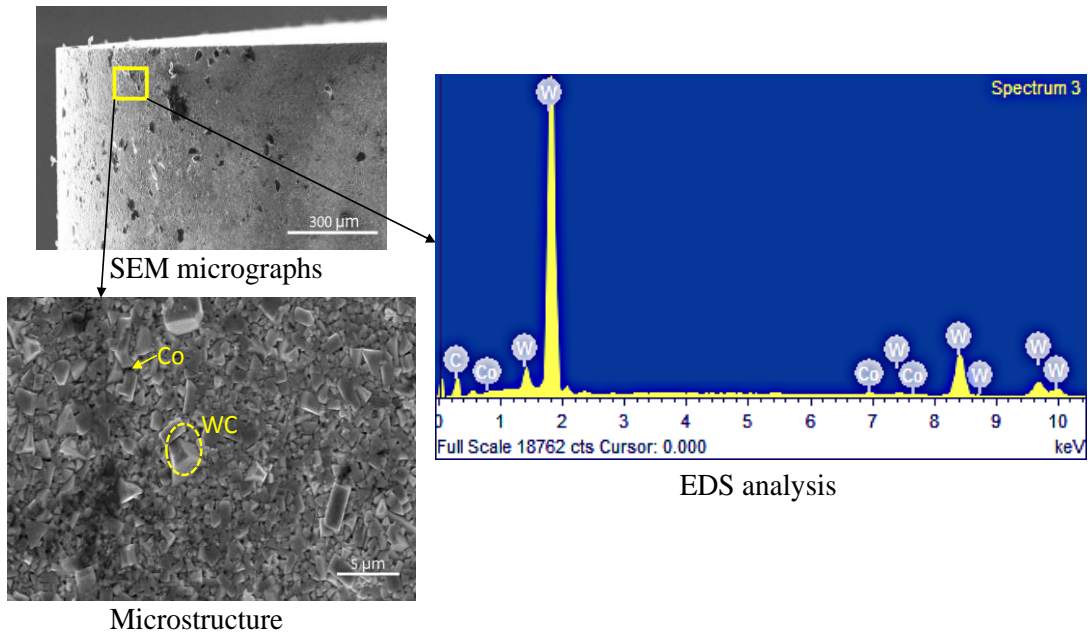 300 µm
SEM micrographs
Co
WC
5 µm
Microstructure
Spectrum 3
W
C
Co
W
Co
W
Co
W
W
W
W
0 1 2 3 4 5 6 7 8 9 10
Full Scale 18762 cts Cursor: 0.000 keV
EDS analysis